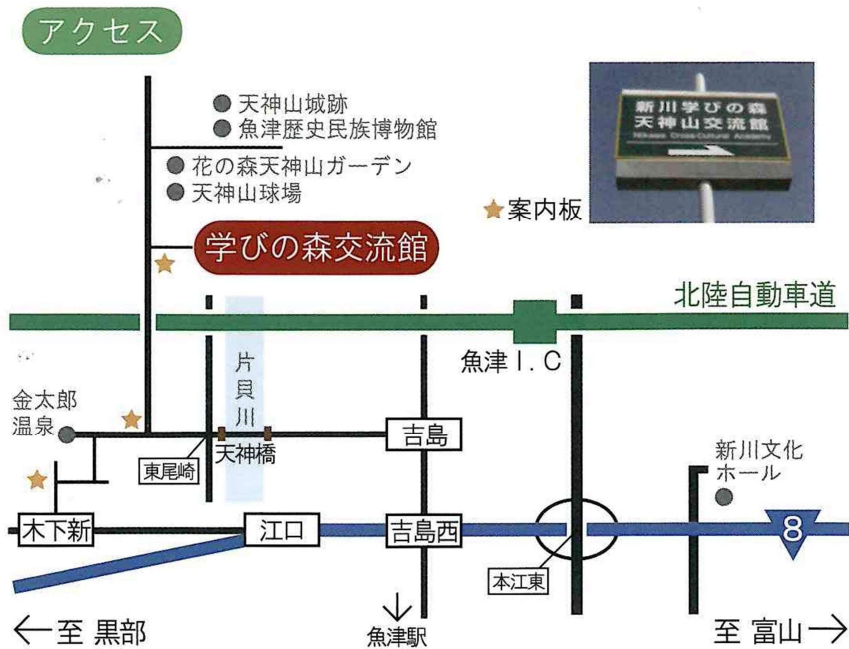 アクセス
天神山城跡
魚津歴史民族博物館
花の森天神山ガーデン
天神山球場
新川学びの森
天神山交流館
Niikawa Cross-Cultural Academy
案内板
学びの森交流館
北陸自動車道
魚津 I. C
片貝川
金太郎
温泉
吉島
天神橋
東尾崎
新川文化
ホール
木下新
江口
吉島西
8
本江東
至 黒部
魚津駅
至 富山